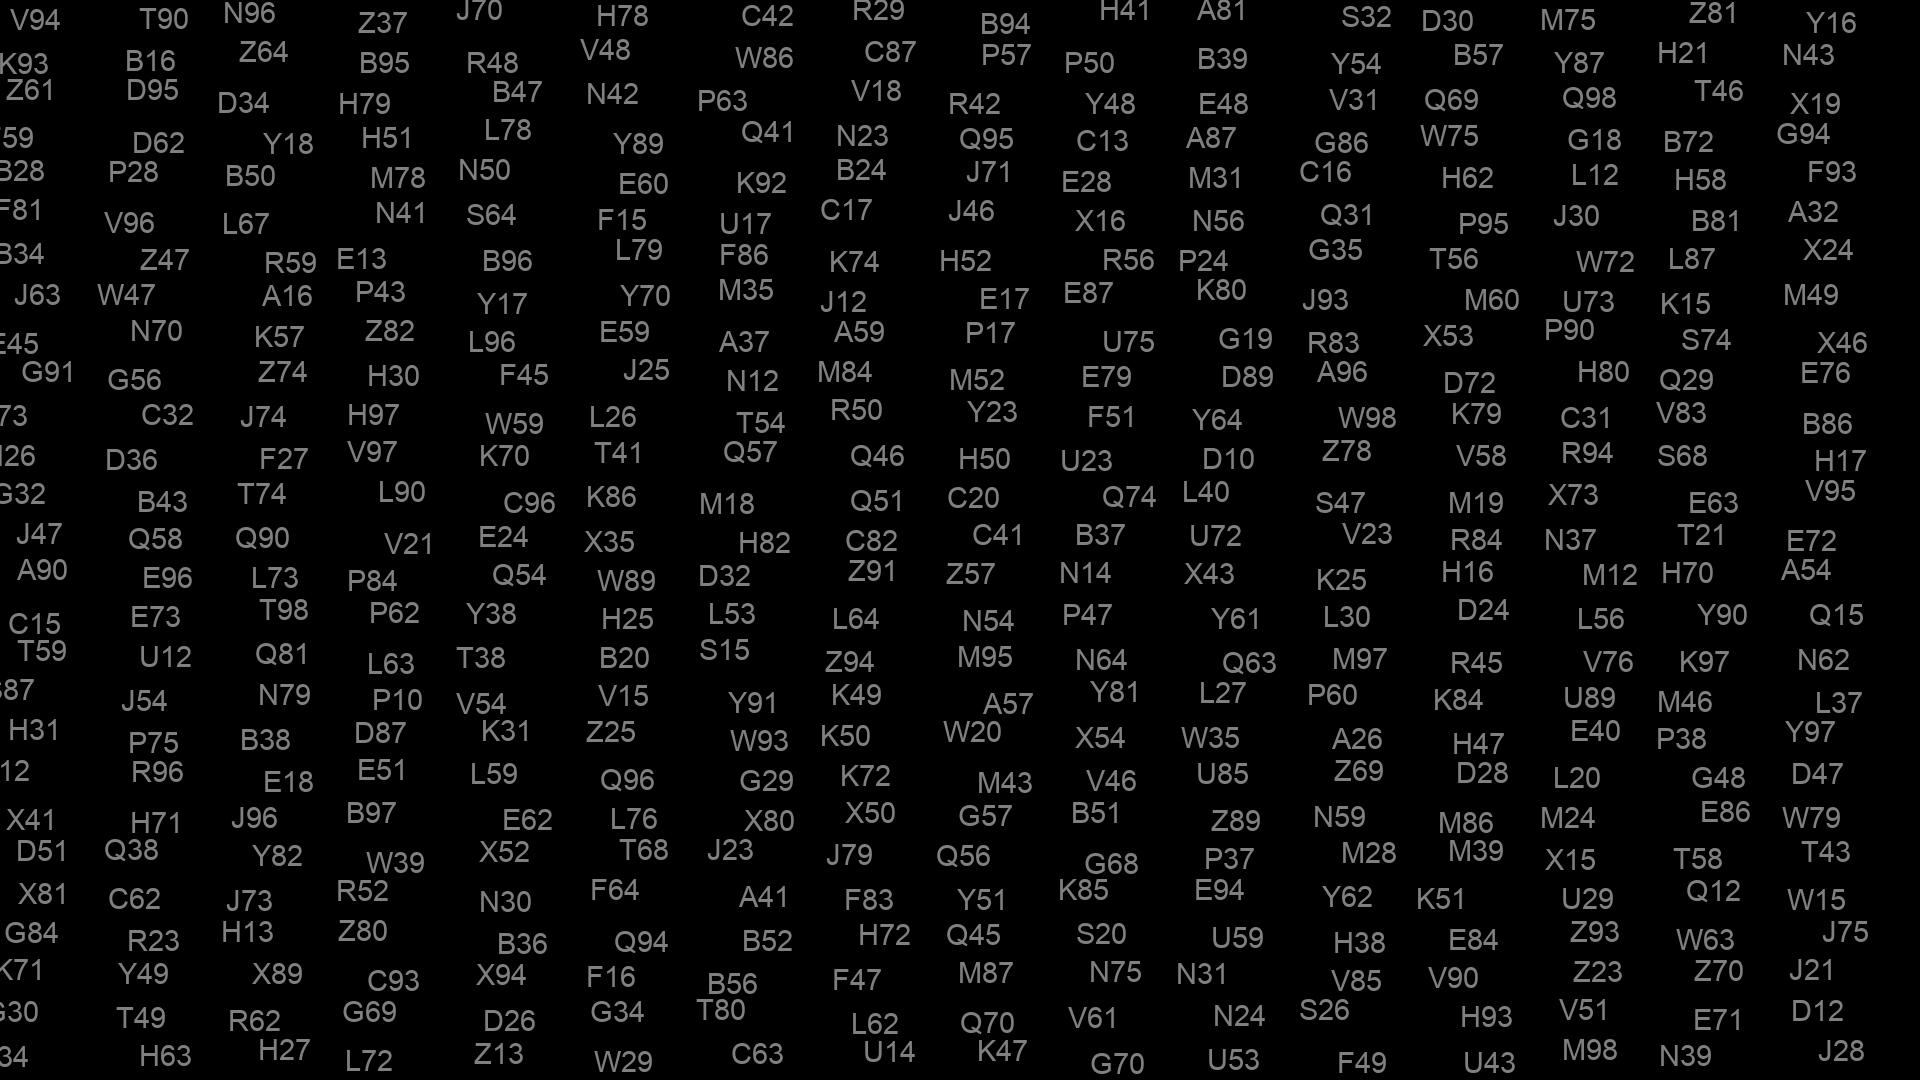 V94 T90 N96 Z37 J70 H78 C42 R29 B94 H41 A81 S32 D30 M75 Z81 Y16
K93 B16 Z64 B95 R48 V48 W86 C87 P57 P50 B39 Y54 B57 Y87 H21 N43
Z61 D95 D34 H79 B47 N42 P63 V18 R42 Y48 E48 V31 Q69 Q98 T46 X19
59 D62 Y18 H51 L78 Y89 Q41 N23 Q95 C13 A87 G86 W75 G18 B72 G94
B28 P28 B50 M78 N50 E60 K92 B24 J71 E28 M31 C16 H62 L12 H58 F93
F81 V96 L67 N41 S64 F15 U17 C17 J46 X16 N56 Q31 P95 J30 B81 A32
B34 Z47 R59 E13 B96 L79 F86 K74 H52 R56 P24 G35 T56 W72 L87 X24
J63 W47 A16 P43 Y17 Y70 M35 J12 E17 E87 K80 J93 M60 U73 K15 M49
E45 N70 K57 Z82 L96 E59 A37 A59 P17 U75 G19 R83 X53 P90 S74 X46
G91 G56 Z74 H30 F45 J25 N12 M84 M52 E79 D89 A96 D72 H80 Q29 E76
73 C32 J74 H97 W59 L26 T54 R50 Y23 F51 Y64 W98 K79 C31 V83 B86
26 D36 F27 V97 K70 T41 Q57 Q46 H50 U23 D10 Z78 V58 R94 S68 H17
G32 B43 T74 L90 C96 K86 M18 Q51 C20 Q74 L40 S47 M19 X73 E63 V95
J47 Q58 Q90 V21 E24 X35 H82 C82 C41 B37 U72 V23 R84 N37 T21 E72
A90 E96 L73 P84 Q54 W89 D32 Z91 Z57 N14 X43 K25 H16 M12 H70 A54
C15 E73 T98 P62 Y38 H25 L53 L64 N54 P47 Y61 L30 D24 L56 Y90 Q15
T59 U12 Q81 L63 T38 B20 S15 Z94 M95 N64 Q63 M97 R45 V76 K97 N62
87 J54 N79 P10 V54 V15 Y91 K49 A57 Y81 L27 P60 K84 U89 M46 L37
H31 P75 B38 D87 K31 Z25 W93 K50 W20 X54 W35 A26 H47 E40 P38 Y97
12 R96 E18 E51 L59 Q96 G29 K72 M43 V46 U85 Z69 D28 L20 G48 D47
X41 H71 J96 B97 E62 L76 X80 X50 G57 B51 Z89 N59 M86 M24 E86 W79
D51 Q38 Y82 W39 X52 T68 J23 J79 Q56 G68 P37 M28 M39 X15 T58 T43
X81 C62 J73 R52 N30 F64 A41 F83 Y51 K85 E94 Y62 K51 U29 Q12 W15
G84 R23 H13 Z80 B36 Q94 B52 H72 Q45 S20 U59 H38 E84 Z93 W63 J75
K71 Y49 X89 C93 X94 F16 B56 F47 M87 N75 N31 V85 V90 Z23 Z70 J21
G30 T49 R62 G69 D26 G34 T80 L62 Q70 V61 N24 S26 H93 V51 E71 D12
34 H63 H27 L72 Z13 W29 C63 U14 K47 G70 U53 F49 U43 M98 N39 J28